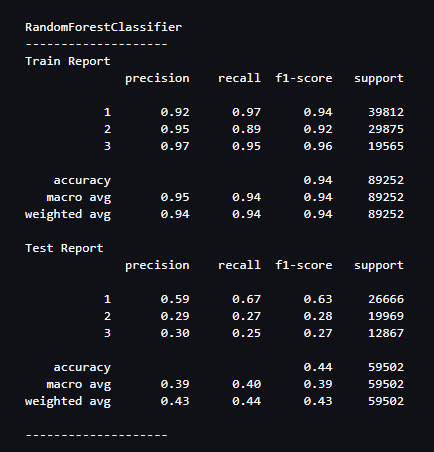 RandomForestClassifier
--------------------
Train Report
precision recall f1-score support
1 0.92 0.97 0.94 39812
2 0.95 0.89 0.92 29875
3 0.97 0.95 0.96 19565
accuracy 0.94 89252
macro avg 0.95 0.94 0.94 89252
weighted avg 0.94 0.94 0.94 89252
Test Report
precision recall f1-score support
1 0.59 0.67 0.63 26666
2 0.29 0.27 0.28 19969
3 0.30 0.25 0.27 12867
accuracy 0.44 59502
macro avg 0.39 0.40 0.39 59502
weighted avg 0.43 0.44 0.43 59502
--------------------